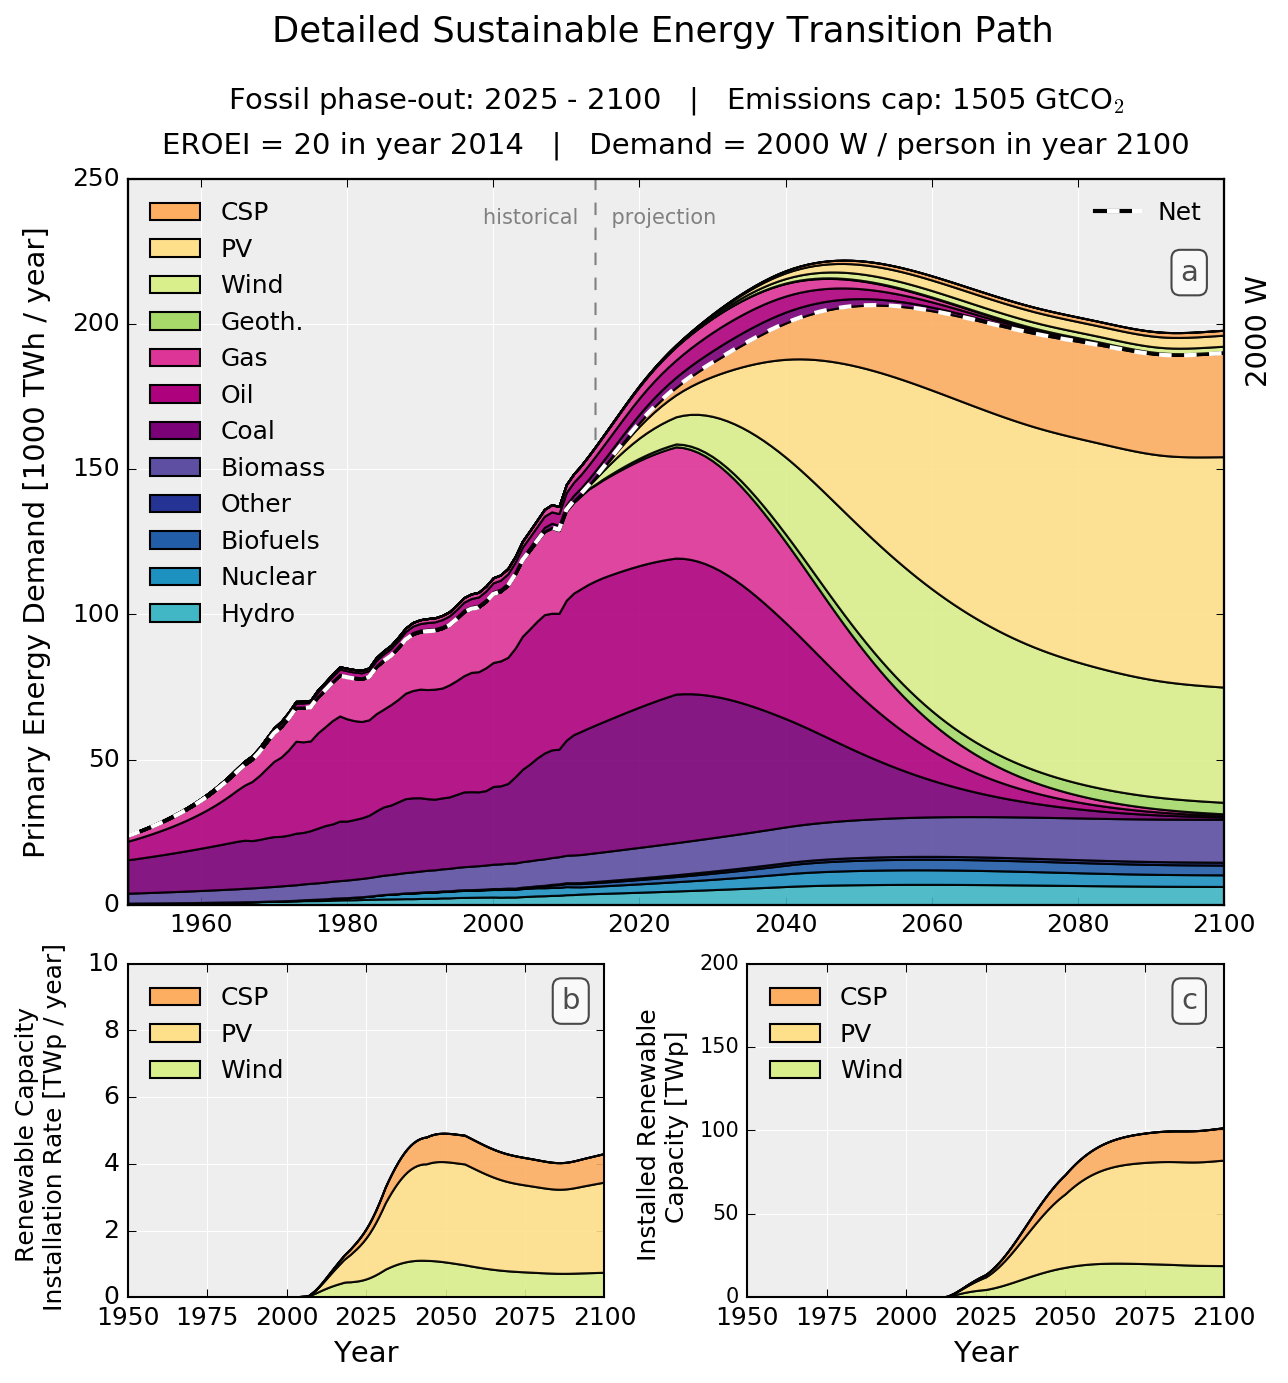 Detailed Sustainable Energy Transition Path
Fossil phase-out: 2025 - 2100 | Emissions cap: 1505 GtCO₂
EROEI = 20 in year 2014 | Demand = 2000 W / person in year 2100
Primary Energy Demand [1000 TWh / year]
250
200
150
100
50
0
CSP
PV
Wind
Geoth.
Gas
Oil
Coal
Biomass
Other
Biofuels
Nuclear
Hydro
historical
projection
Net
a
2000 W
1960 1980 2000 2020 2040 2060 2080 2100
Renewable Capacity
Installation Rate [TWp / year]
10
8
6
4
2
0
CSP
PV
Wind
b
1950 1975 2000 2025 2050 2075 2100
Year
Installed Renewable
Capacity [TWp]
200
150
100
50
0
CSP
PV
Wind
c
1950 1975 2000 2025 2050 2075 2100
Year